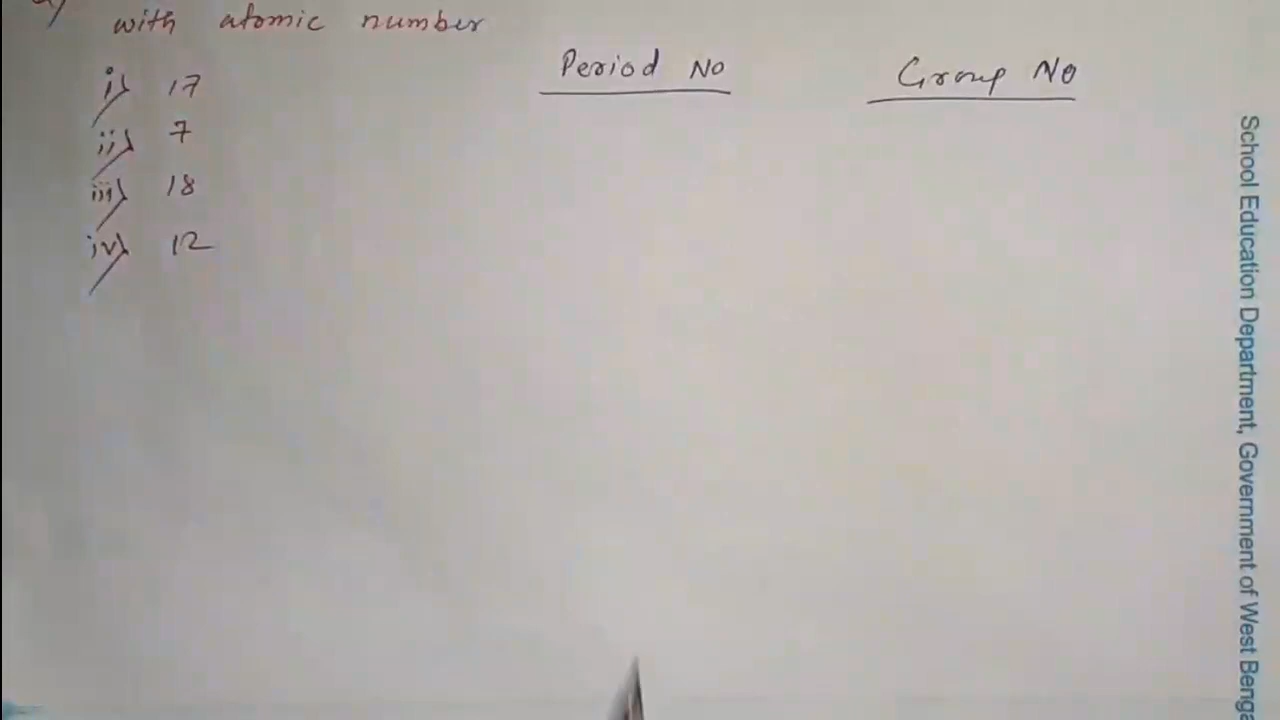 with atomic number
Period No
Group No
i) 17
ii) 7
iii) 18
iv) 12
School Education Department, Government of West Benga